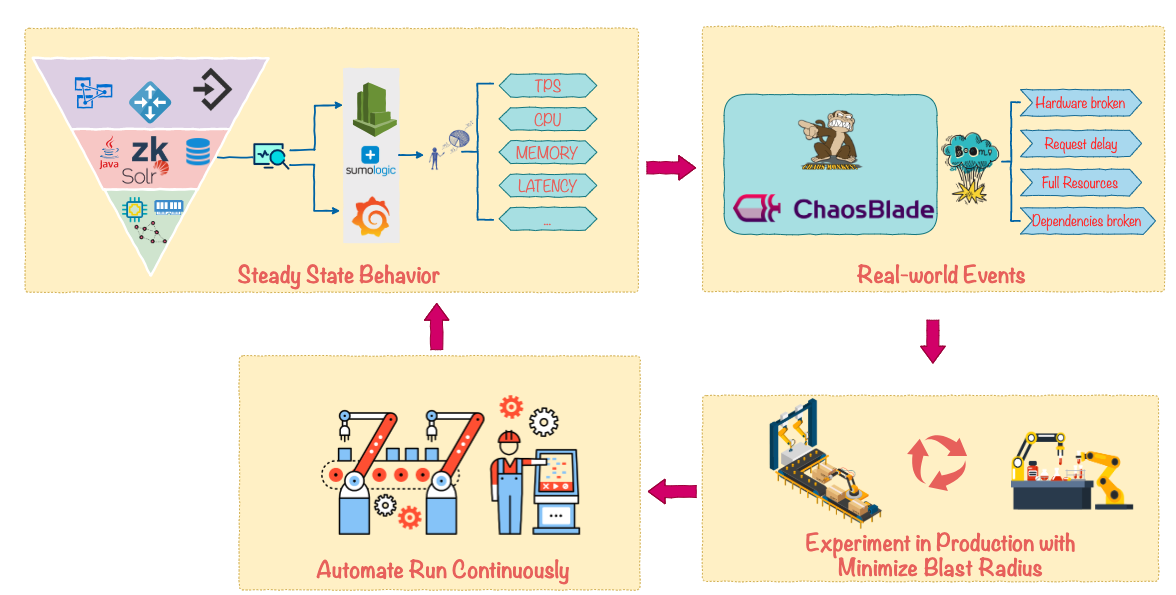 TPS
CPU
MEMORY
LATENCY
...
Java
zk
Solr
sumologic
Steady State Behavior
ChaosBlade
BOOM
Hardware broken
Request delay
Full Resources
Dependencies broken
Real-world Events
Experiment in Production with
Minimize Blast Radius
Automate Run Continuously